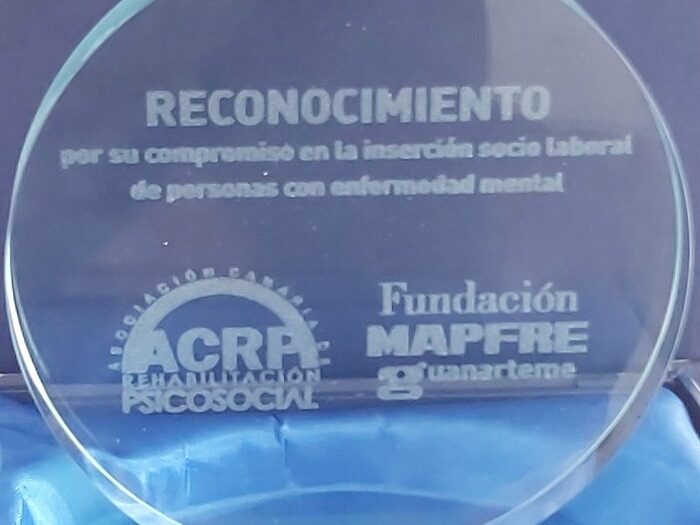 RECONOCIMIENTO
por su compromiso en la inserción socio laboral
de personas con enfermedad mental
ASOCIACIÓN CANARIA DE
ACRP
REHABILITACIÓN
PSICOSOCIAL
Fundación
MAPFRE
guanarteme